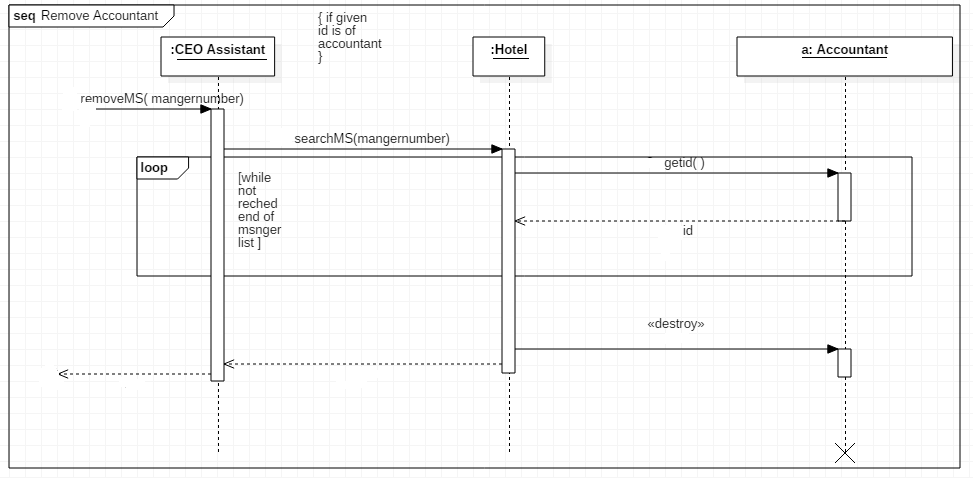 seq Remove Accountant
{ if given
id is of
accountant
}
:CEO Assistant
:Hotel
a: Accountant
removeMS( mangernumber)
searchMS(mangernumber)
loop
getid( )
[while
not
reched
end of
msnger
list ]
id
«destroy»